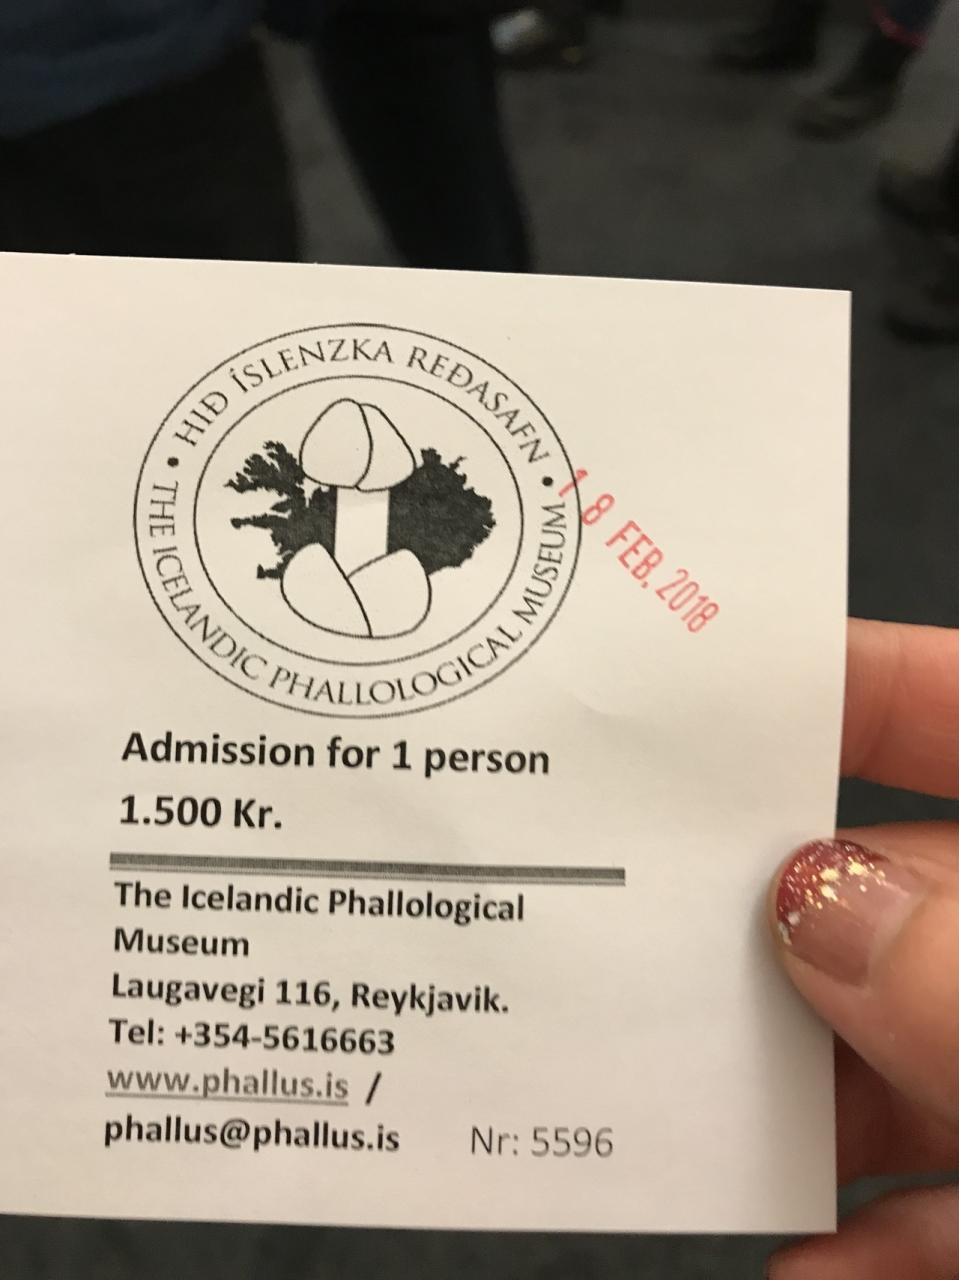 • HIÐ ÍSLENZKA REÐASAFN •
THE ICELANDIC PHALLOLOGICAL MUSEUM
18 FEB. 2018
Admission for 1 person
1.500 Kr.
The Icelandic Phallological
Museum
Laugavegi 116, Reykjavik.
Tel: +354-5616663
www.phallus.is /
phallus@phallus.is Nr: 5596